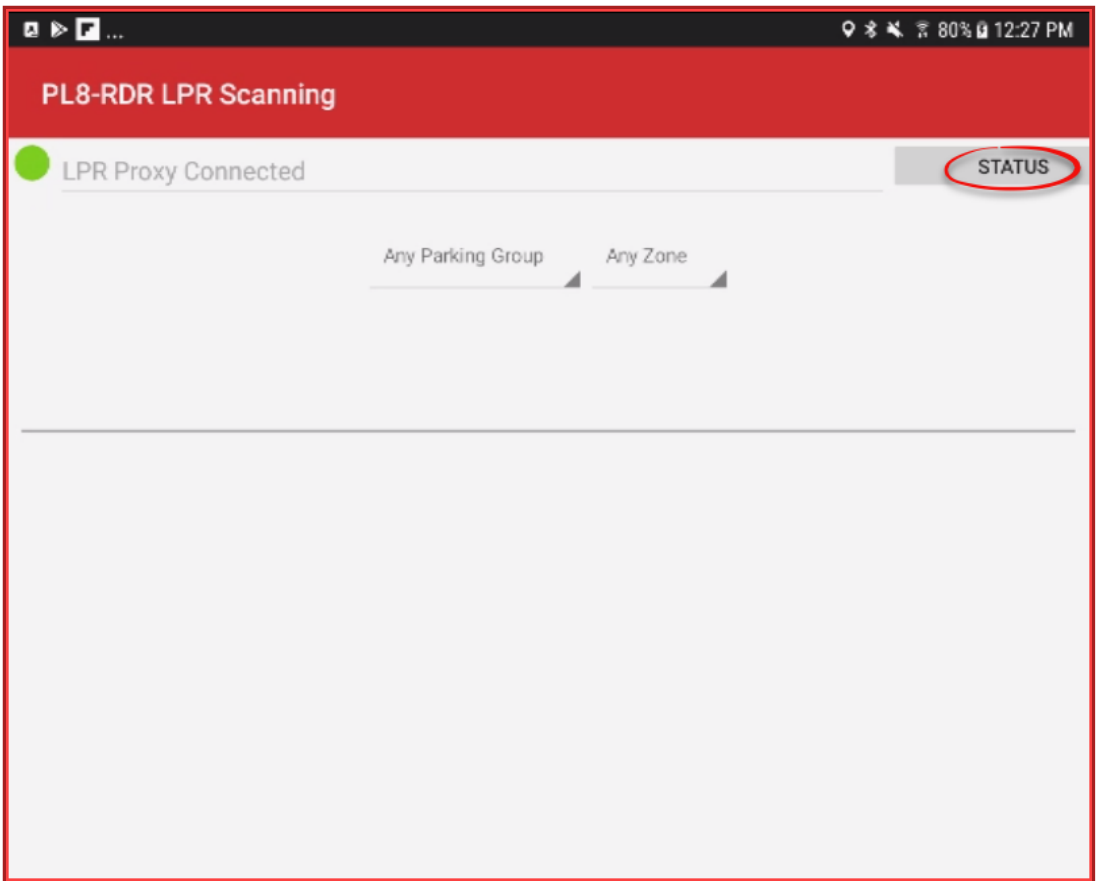 ... 80% 12:27 PM
PL8-RDR LPR Scanning
LPR Proxy Connected STATUS
Any Parking Group Any Zone